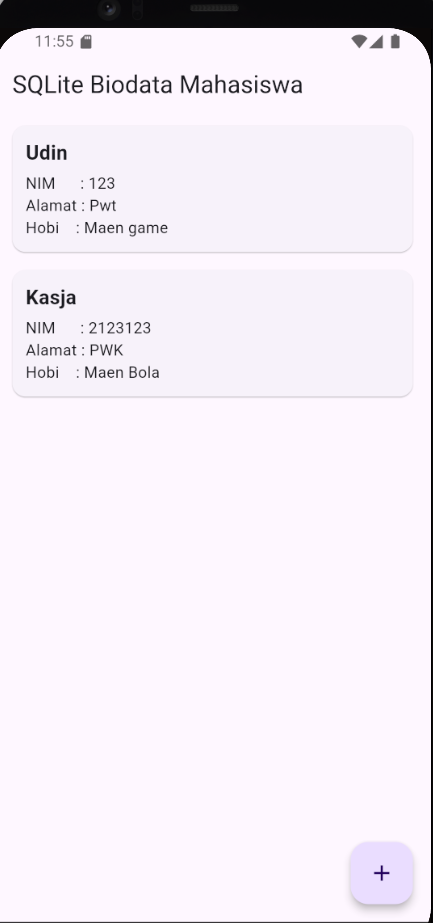 11:55
SQLite Biodata Mahasiswa
Udin
NIM : 123
Alamat : Pwt
Hobi : Maen game
Kasja
NIM : 2123123
Alamat : PWK
Hobi : Maen Bola
+